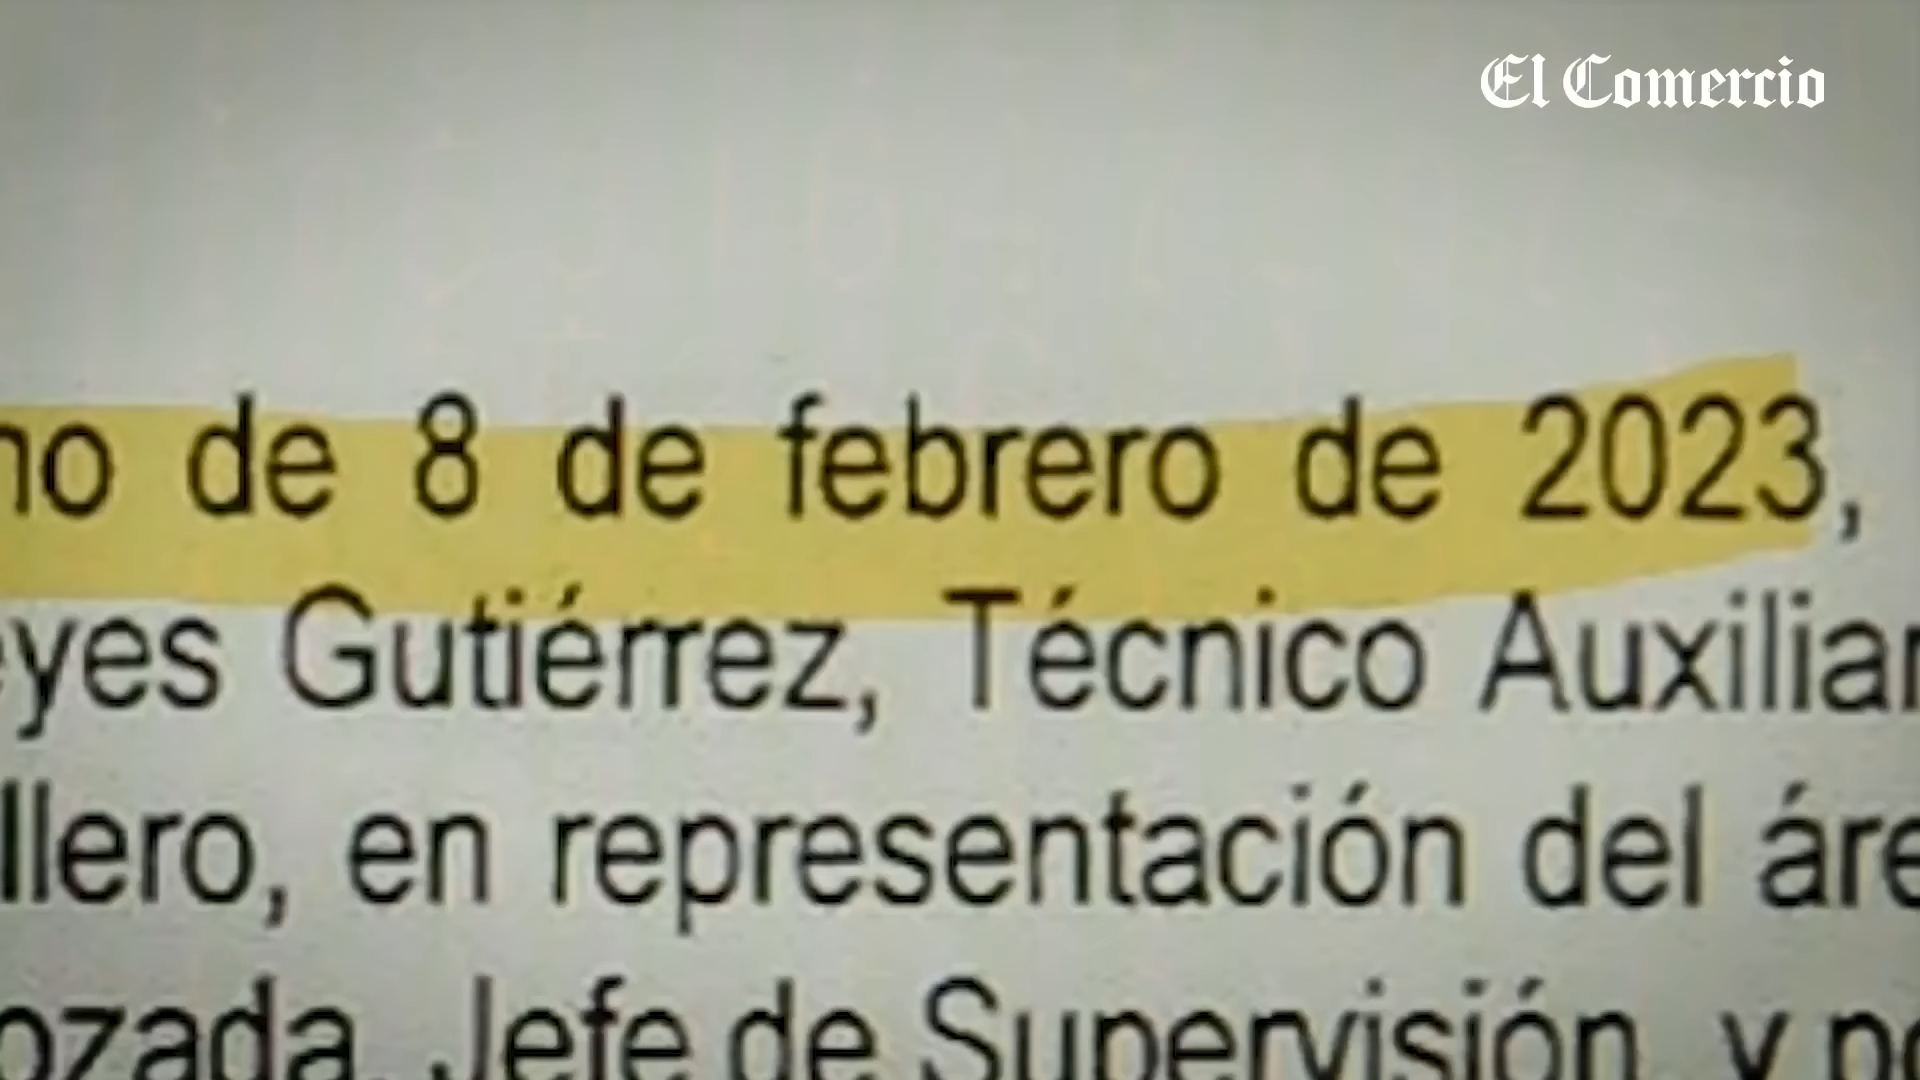 El Comercio
no de 8 de febrero de 2023,
eyes Gutiérrez, Técnico Auxiliar
llero, en representación del áre
ozada, Jefe de Supervisión, y po